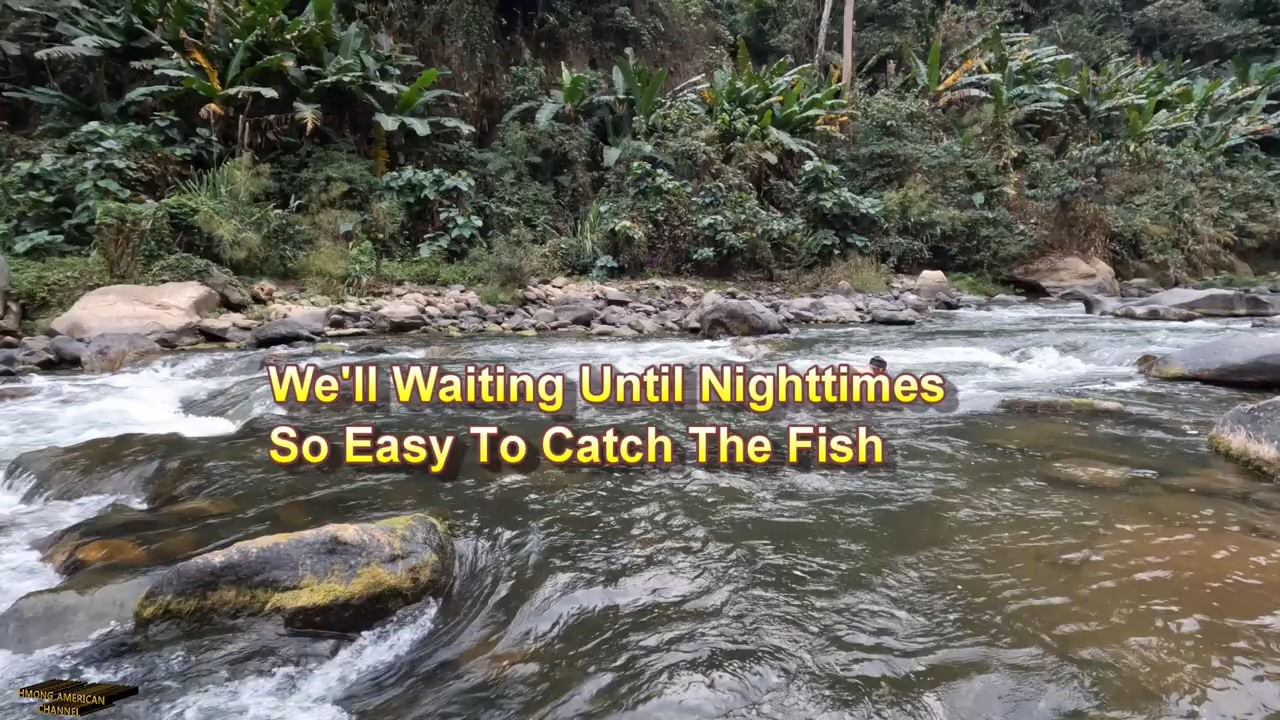 We'll Waiting Until Nighttimes
So Easy To Catch The Fish
HMONG AMERICAN
CHANNEL